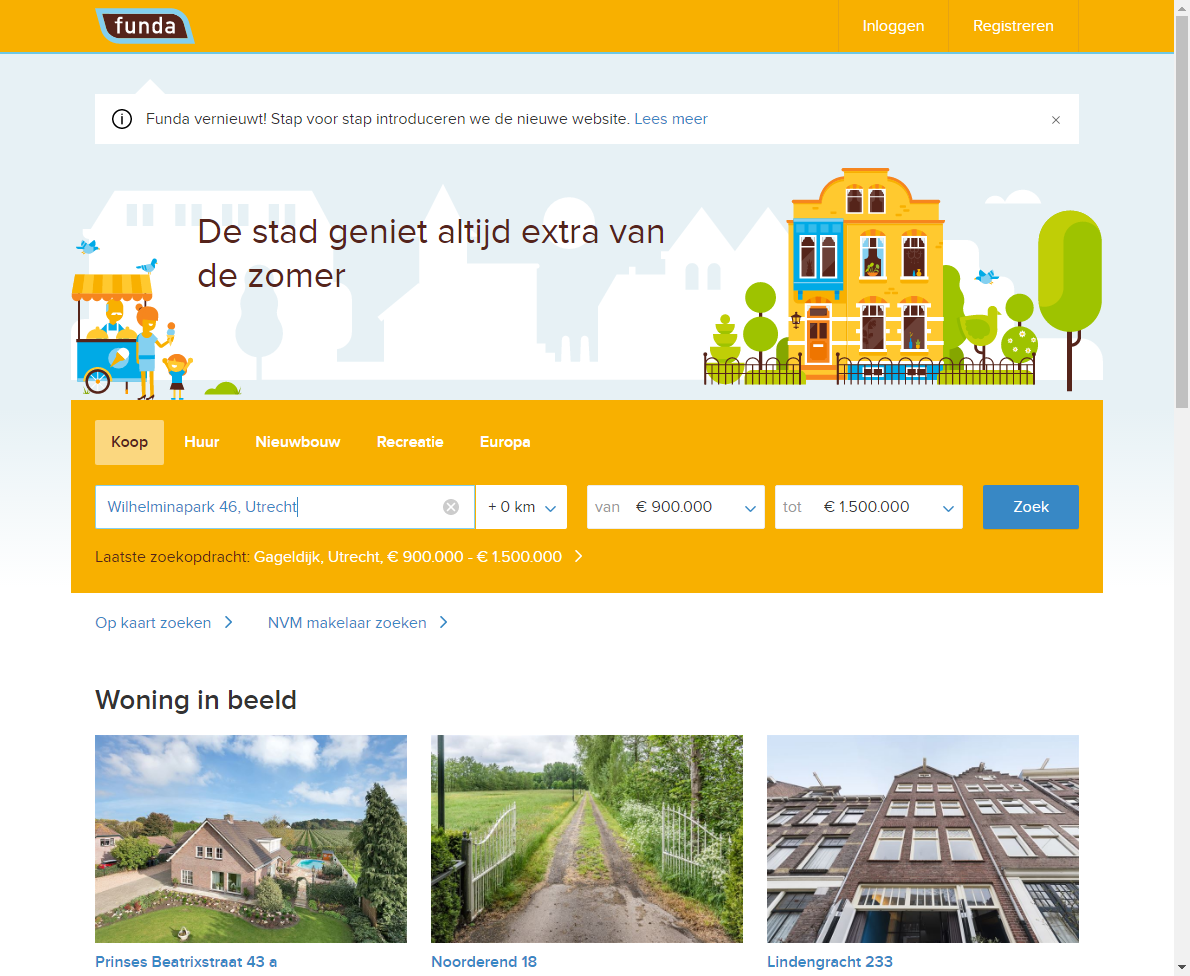 funda
Inloggen
Registreren
Funda vernieuwt! Stap voor stap introduceren we de nieuwe website. Lees meer
De stad geniet altijd extra van
de zomer
Koop
Huur
Nieuwbouw
Recreatie
Europa
Wilhelminapark 46, Utrecht
+ 0 km
van € 900.000
tot € 1.500.000
Zoek
Laatste zoekopdracht: Gageldijk, Utrecht, € 900.000 - € 1.500.000
Op kaart zoeken
NVM makelaar zoeken
Woning in beeld
Prinses Beatrixstraat 43 a
Noorderend 18
Lindengracht 233